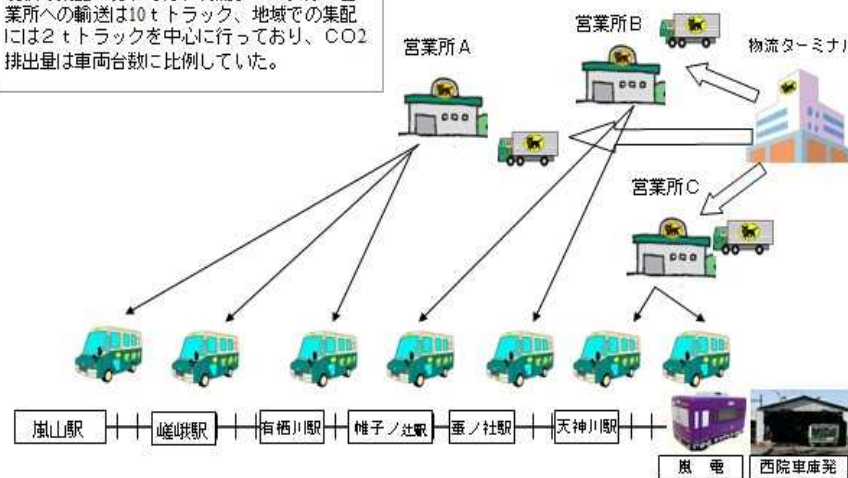 業所への輸送は10ｔトラック、地域での集配
には２ｔトラックを中心に行っており、ＣＯ2
排出量は車両台数に比例していた。
営業所Ａ
営業所Ｂ
物流ターミナル
営業所Ｃ
嵐山駅
嵯峨駅
有栖川駅
帷子ノ辻駅
蚕ノ社駅
天神川駅
嵐　電
西院車庫発